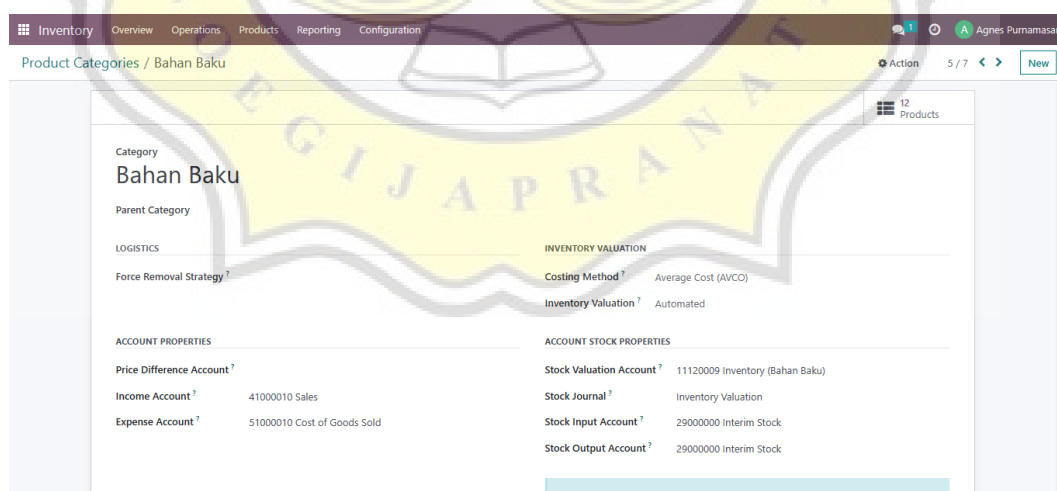 Inventory Overview Operations Products Reporting Configuration 1 A Agnes Purnamasar
Product Categories / Bahan Baku Action 5 / 7 New
12
Products
Category
Bahan Baku
Parent Category
LOGISTICS INVENTORY VALUATION
Force Removal Strategy ? Costing Method ? Average Cost (AVCO)
Inventory Valuation ? Automated
ACCOUNT PROPERTIES ACCOUNT STOCK PROPERTIES
Price Difference Account ? Stock Valuation Account ? 11120009 Inventory (Bahan Baku)
Income Account ? 41000010 Sales Stock Journal ? Inventory Valuation
Expense Account ? 51000010 Cost of Goods Sold Stock Input Account ? 29000000 Interim Stock
Stock Output Account ? 29000000 Interim Stock
OEGIJAPRANAT